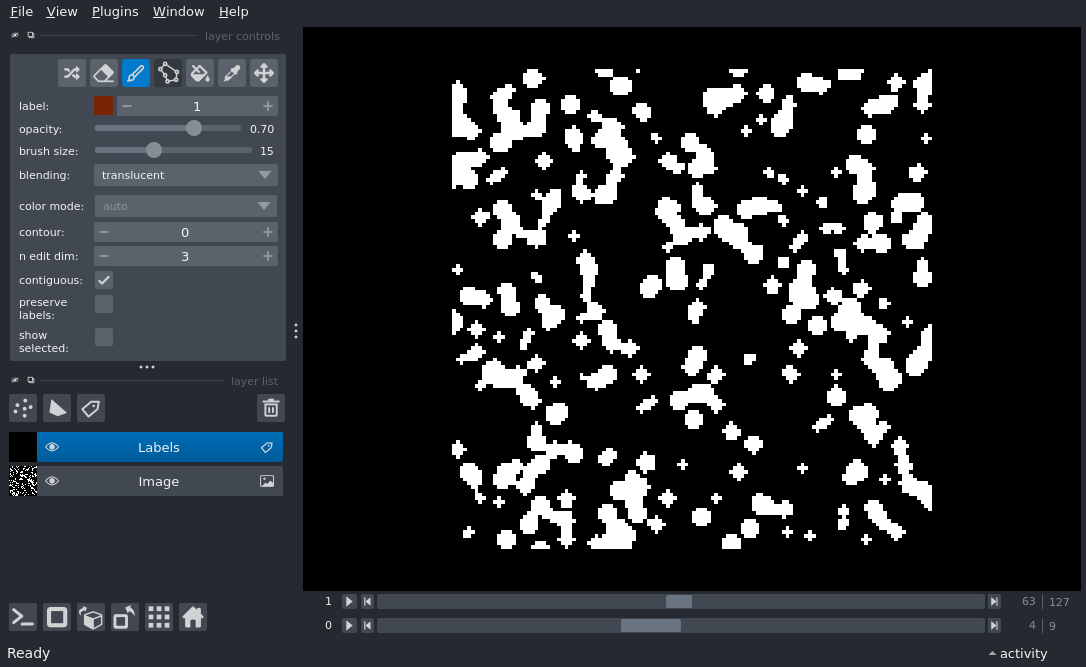 File View Plugins Window Help
layer controls
label: 1
opacity: 0.70
brush size: 15
blending: translucent
color mode: auto
contour: 0
n edit dim: 3
contiguous:
preserve
labels:
show
selected:
layer list
Labels
Image
1 63 127
0 4 9
Ready
activity